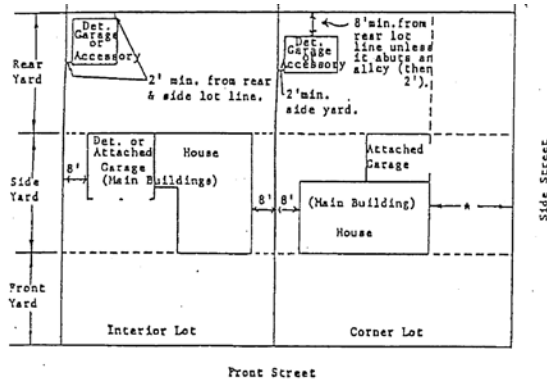 Det.
Garage
or
Accessory
Det.
Garage
or
Accessory
8'min.from
rear lot
line unless
it abuts an
alley (then
2').
Rear
Yard
2' min. from rear
& side lot line.
2'min.
side yard.
Det. or
Attached
Garage
(Main Buildings)
House
Attached
Garage
8'
8'
8'
(Main Building)
House
*
Side
Yard
Side Street
Front
Yard
Interior Lot
Corner Lot
Front Street